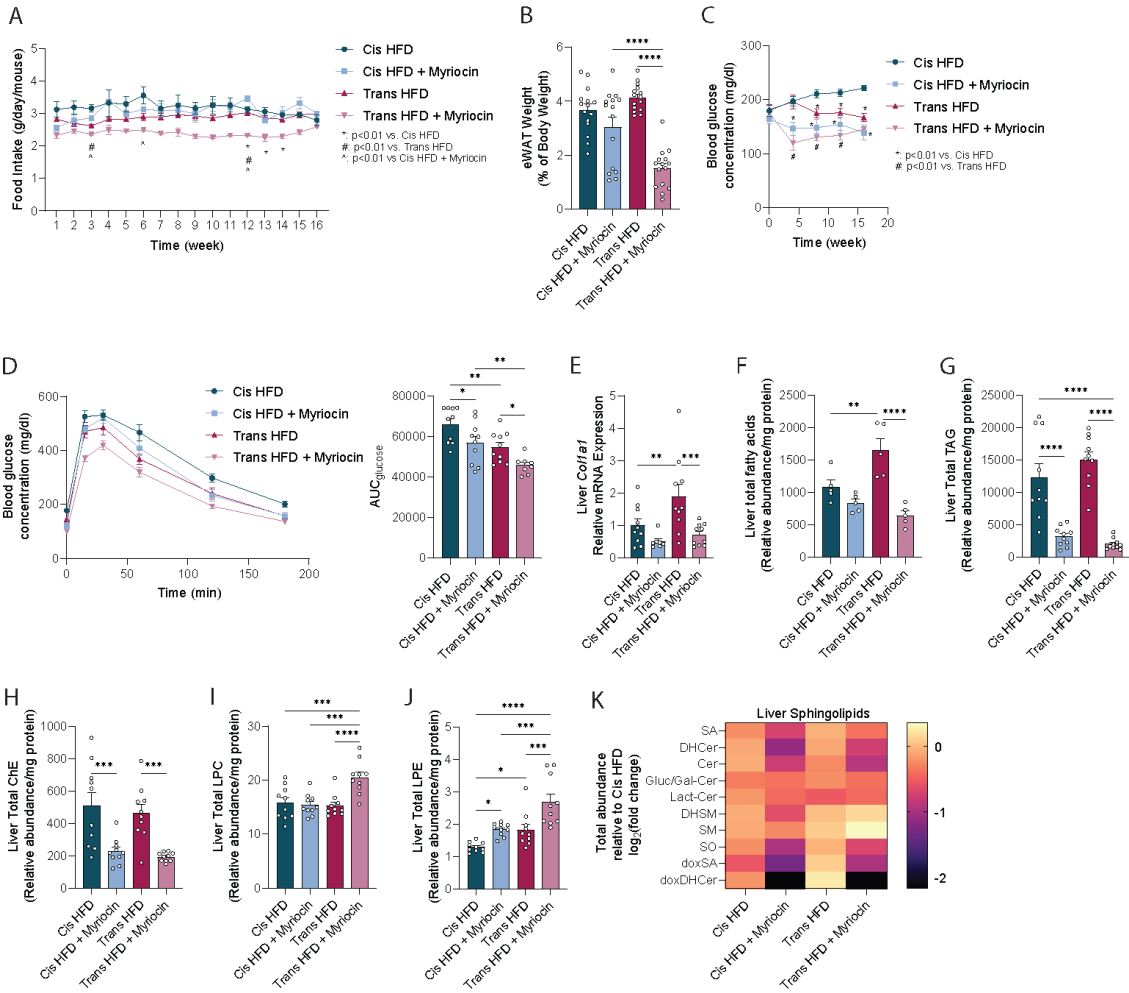 A
Food Intake (g/day/mouse)
5
4
3
2
1
0
1 2 3 4 5 6 7 8 9 10 11 12 13 14 15 16
Time (week)
#
^
^
*
#
^
*
*
Cis HFD
Cis HFD + Myriocin
Trans HFD
Trans HFD + Myriocin
*: p<0.01 vs. Cis HFD
#: p<0.01 vs. Trans HFD
^: p<0.01 vs Cis HFD + Myriocin
B
eWAT Weight
(% of Body Weight)
6
4
2
0
****
****
Cis HFD
Cis HFD + Myriocin
Trans HFD
Trans HFD + Myriocin
C
Blood glucose
concentration (mg/dl)
300
200
100
0
0 5 10 15 20
Time (week)
* * * * * * * *
# # #
Cis HFD
Cis HFD + Myriocin
Trans HFD
Trans HFD + Myriocin
*: p<0.01 vs. Cis HFD
#: p<0.01 vs. Trans HFD
D
Blood glucose
concentration (mg/dl)
800
600
400
200
0
0 50 100 150 200
Time (min)
Cis HFD
Cis HFD + Myriocin
Trans HFD
Trans HFD + Myriocin
AUCglucose
80000
60000
40000
20000
0
**
**
*
*
Cis HFD
Cis HFD + Myriocin
Trans HFD
Trans HFD + Myriocin
E
Liver Col1a1
Relative mRNA Expression
5
4
3
2
1
0
** ***
Cis HFD
Cis HFD + Myriocin
Trans HFD
Trans HFD + Myriocin
F
Liver total fatty acids
(Relative abundance/mg protein)
2500
2000
1500
1000
500
0
** ****
Cis HFD
Cis HFD + Myriocin
Trans HFD
Trans HFD + Myriocin
G
Liver Total TAG
(Relative abundance/mg protein)
25000
20000
15000
10000
5000
0
****
****
****
Cis HFD
Cis HFD + Myriocin
Trans HFD
Trans HFD + Myriocin
H
Liver Total ChE
(Relative abundance/mg protein)
1000
800
600
400
200
0
*** ***
Cis HFD
Cis HFD + Myriocin
Trans HFD
Trans HFD + Myriocin
I
Liver Total LPC
(Relative abundance/mg protein)
30
20
10
0
***
***
****
Cis HFD
Cis HFD + Myriocin
Trans HFD
Trans HFD + Myriocin
J
Liver Total LPE
(Relative abundance/mg protein)
5
4
3
2
1
0
****
***
***
*
*
Cis HFD
Cis HFD + Myriocin
Trans HFD
Trans HFD + Myriocin
K
Liver Sphingolipids
Total abundance
relative to Cis HFD
log2(fold change)
SA
DHCer
Cer
Gluc/Gal-Cer
Lact-Cer
DHSM
SM
SO
doxSA
doxDHCer
Cis HFD
Cis HFD + Myriocin
Trans HFD
Trans HFD + Myriocin
0
-1
-2